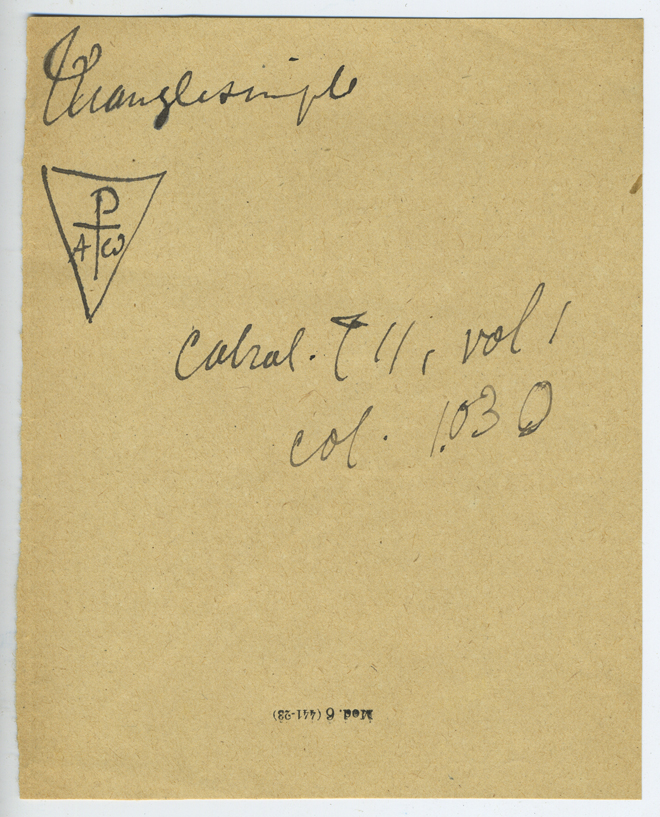 Triangle simple
P
A ω
Cabrol. T II, vol I
col. 1030
Mod. 6 (441-23)